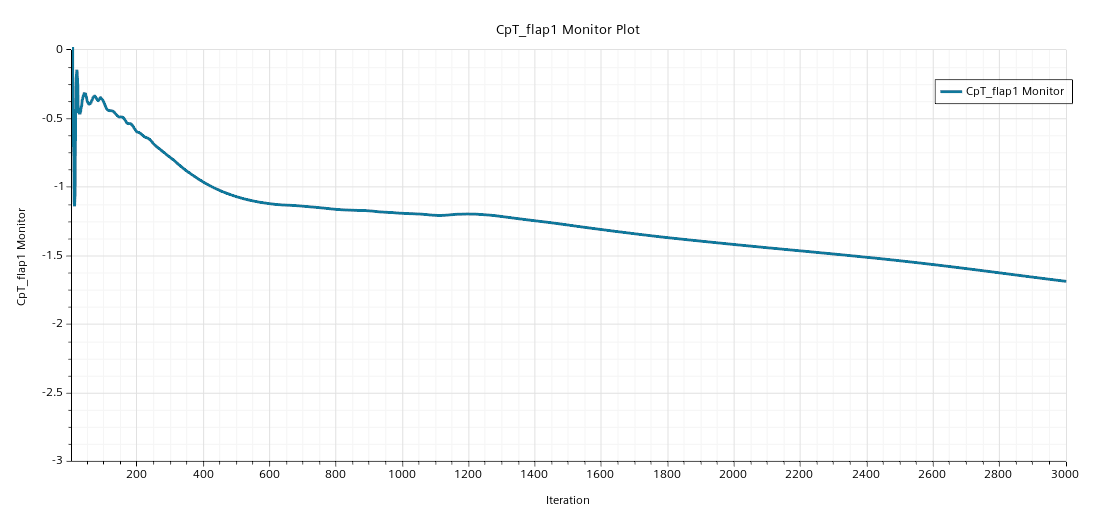 CpT_flap1 Monitor Plot
CpT_flap1 Monitor
CpT_flap1 Monitor
0
-0.5
-1
-1.5
-2
-2.5
-3
200 400 600 800 1000 1200 1400 1600 1800 2000 2200 2400 2600 2800 3000
Iteration